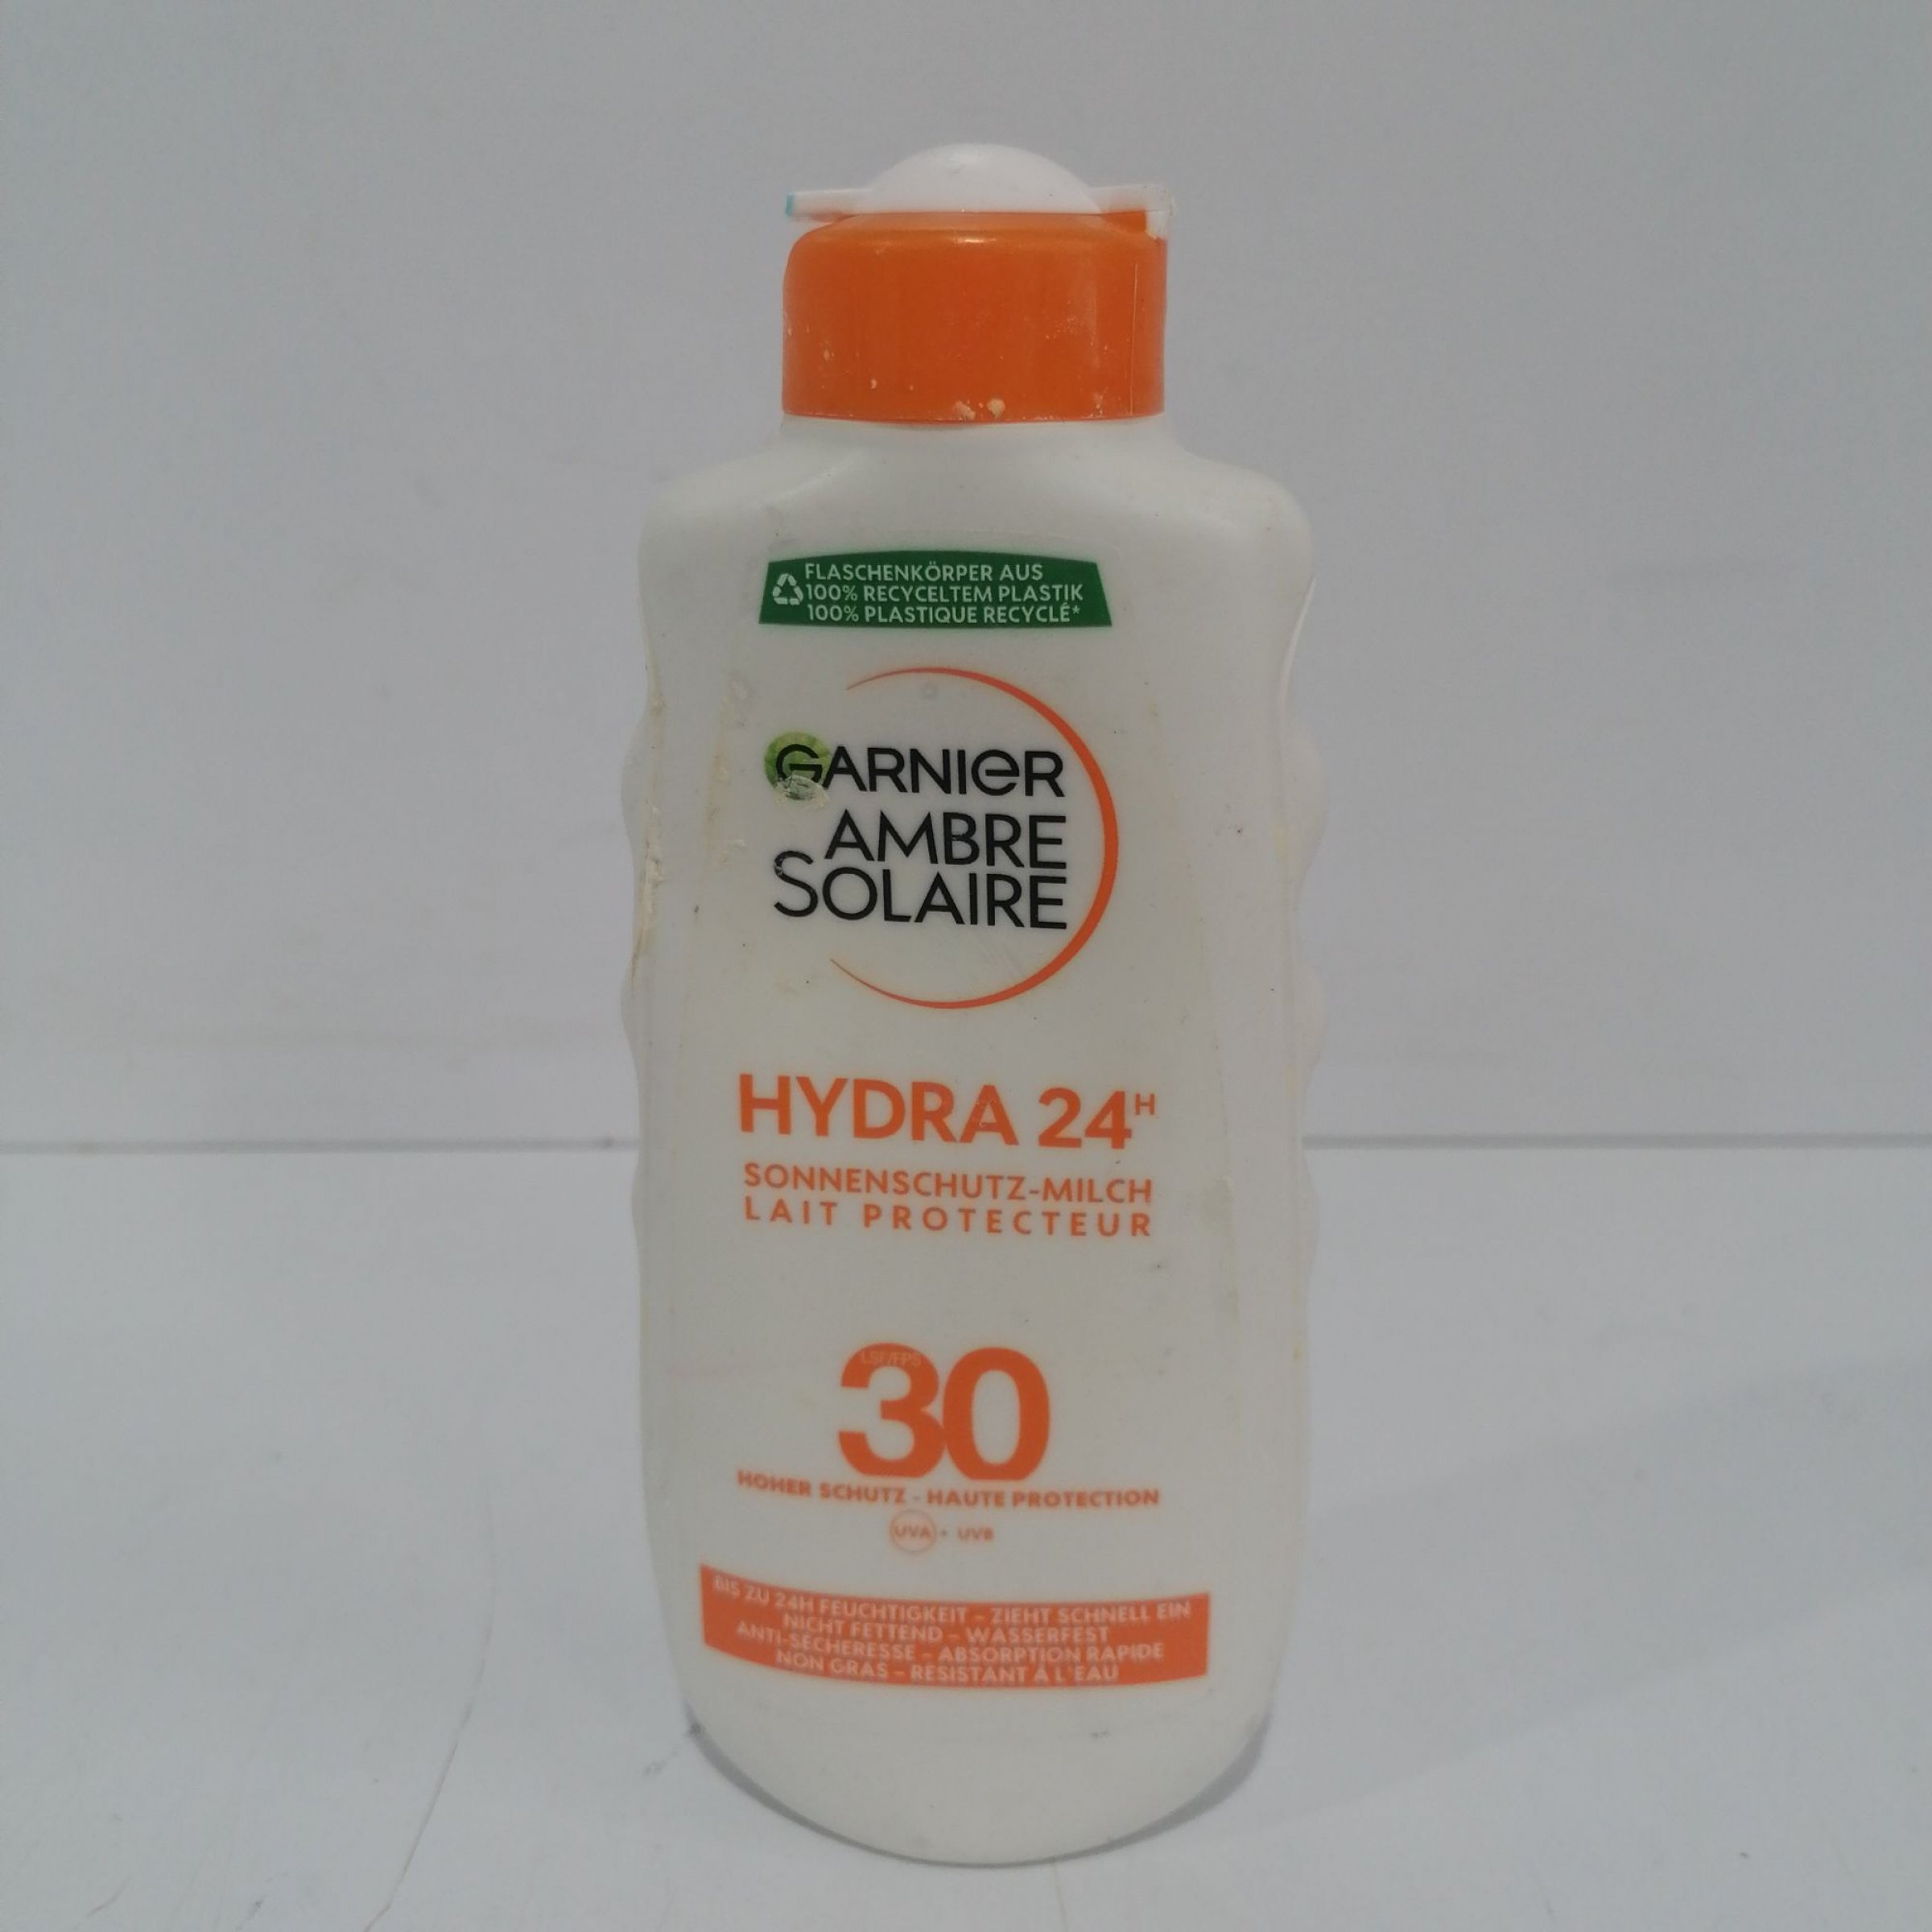 FLASCHENKÖRPER AUS
100% RECYCELTEM PLASTIK
100% PLASTIQUE RECYCLÉ*
GARNIER
AMBRE
SOLAIRE
HYDRA 24H
SONNENSCHUTZ-MILCH
LAIT PROTECTEUR
LSF/FPS
30
HOHER SCHUTZ - HAUTE PROTECTION
UVA + UVB
BIS ZU 24H FEUCHTIGKEIT – ZIEHT SCHNELL EIN
NICHT FETTEND – WASSERFEST
ANTI-SÉCHERESSE – ABSORPTION RAPIDE
NON GRAS – RÉSISTANT À L'EAU